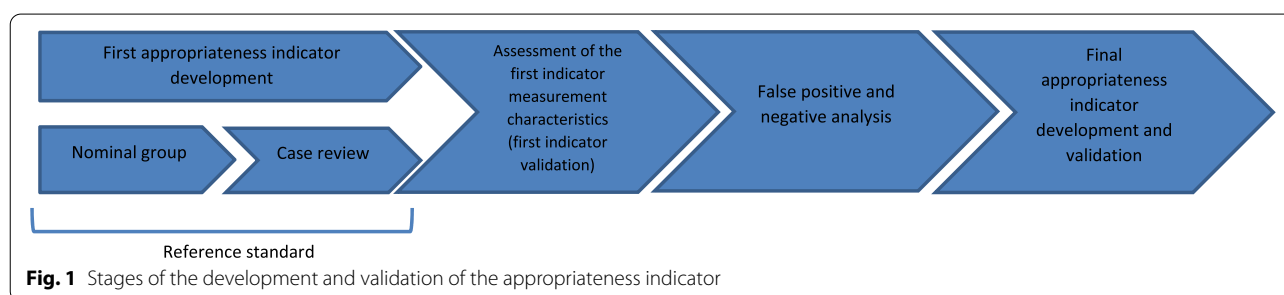 First appropriateness indicator
development
Nominal group
Case review
Reference standard
Assessment of the
first indicator
measurement
characteristics
(first indicator
validation)
False positive and
negative analysis
Final
appropriateness
indicator
development and
validation
Fig. 1 Stages of the development and validation of the appropriateness indicator